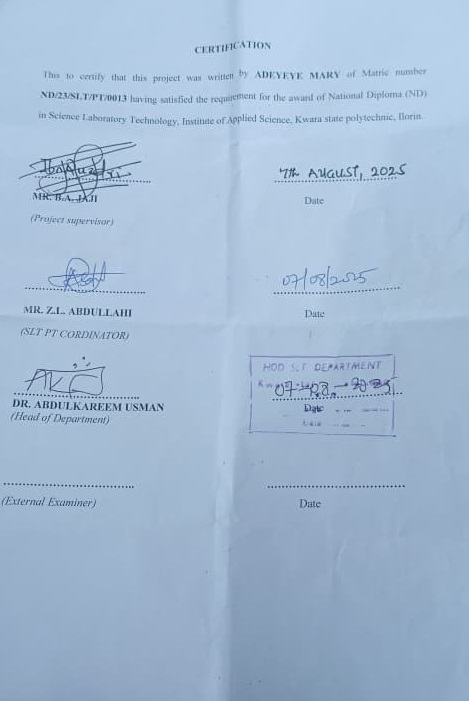 CERTIFICATION
This to certify that this project was written by ADEYEYE MARY of Matric number
ND/23/SLT/PT/0013 having satisfied the requirement for the award of National Diploma (ND)
in Science Laboratory Technology, Institute of Applied Science, Kwara state polytechnic, Ilorin.
7th AUGUST, 2025
MR. B.A. JAJI Date
(Project supervisor)
07/08/2025
MR. Z.L. ABDULLAHI Date
(SLT PT CORDINATOR)
HOD SLT DEPARTMENT
DR. ABDULKAREEM USMAN Date
(Head of Department)
(External Examiner) Date